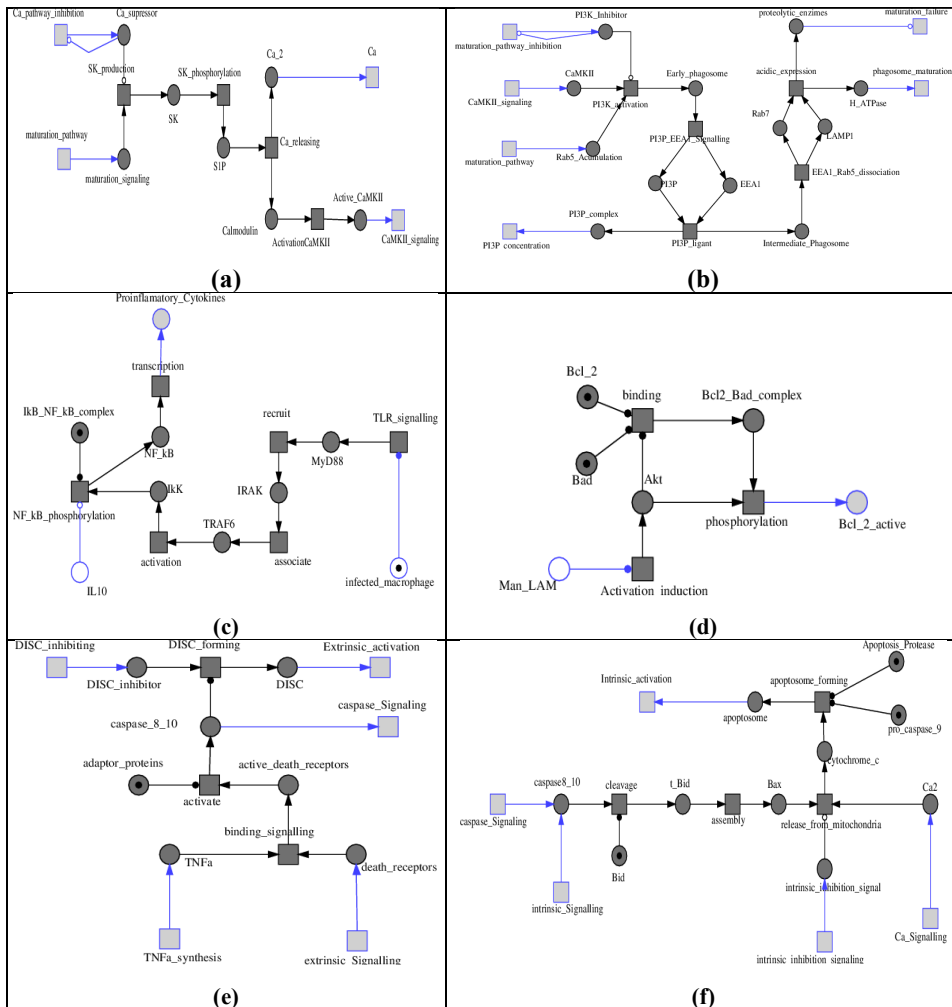 Ca_pathway_inhibition
Ca_supressor
SK_production
SK_phosphorylation
Ca_2
Ca
SK
Ca_releasing
maturation_pathway
S1P
maturation_signaling
Active_CaMKII
Calmodulin
ActivationCaMKII
CaMKII_signaling
(a)
PI3K_Inhibitor
maturation_pathway_inhibition
proteolytic_enzimes
maturation_failure
CaMKII
Early_phagosome
acidic_expression
phagosome_maturation
CaMKII_signaling
PI3K_activation
H_ATPase
Rab7
LAMP1
PI3P_EEA1_Signalling
maturation_pathway
Rab5_Acumulation
EEA1_Rab5_dissociation
PI3P
EEA1
PI3P_complex
PI3P_concentration
PI3P_ligant
Intermediate_Phagosome
(b)
Proinflamatory_Cytokines
transcription
IkB_NF_kB_complex
recruit
TLR_signalling
NF_kB
MyD88
IkK
IRAK
NF_kB_phosphorylation
TRAF6
activation
associate
IL10
infected_macrophage
(c)
Bcl_2
binding
Bcl2_Bad_complex
Bad
Akt
phosphorylation
Bcl_2_active
Man_LAM
Activation_induction
(d)
DISC_inhibiting
DISC_forming
Extrinsic_activation
DISC_inhibitor
DISC
caspase_Signaling
caspase_8_10
adaptor_proteins
active_death_receptors
activate
binding_signalling
TNFa
death_receptors
TNFa_synthesis
extrinsic_Signalling
(e)
Apoptosis_Protease
Intrinsic_activation
apoptosome_forming
apoptosome
pro_caspase_9
cytochrome_c
caspase8_10
cleavage
t_Bid
Bax
Ca2
caspase_Signaling
assembly
release_from_mitochondria
Bid
intrinsic_inhibition_signal
intrinsic_Signalling
Ca_Signalling
intrinsic_inhibition_signaling
(f)